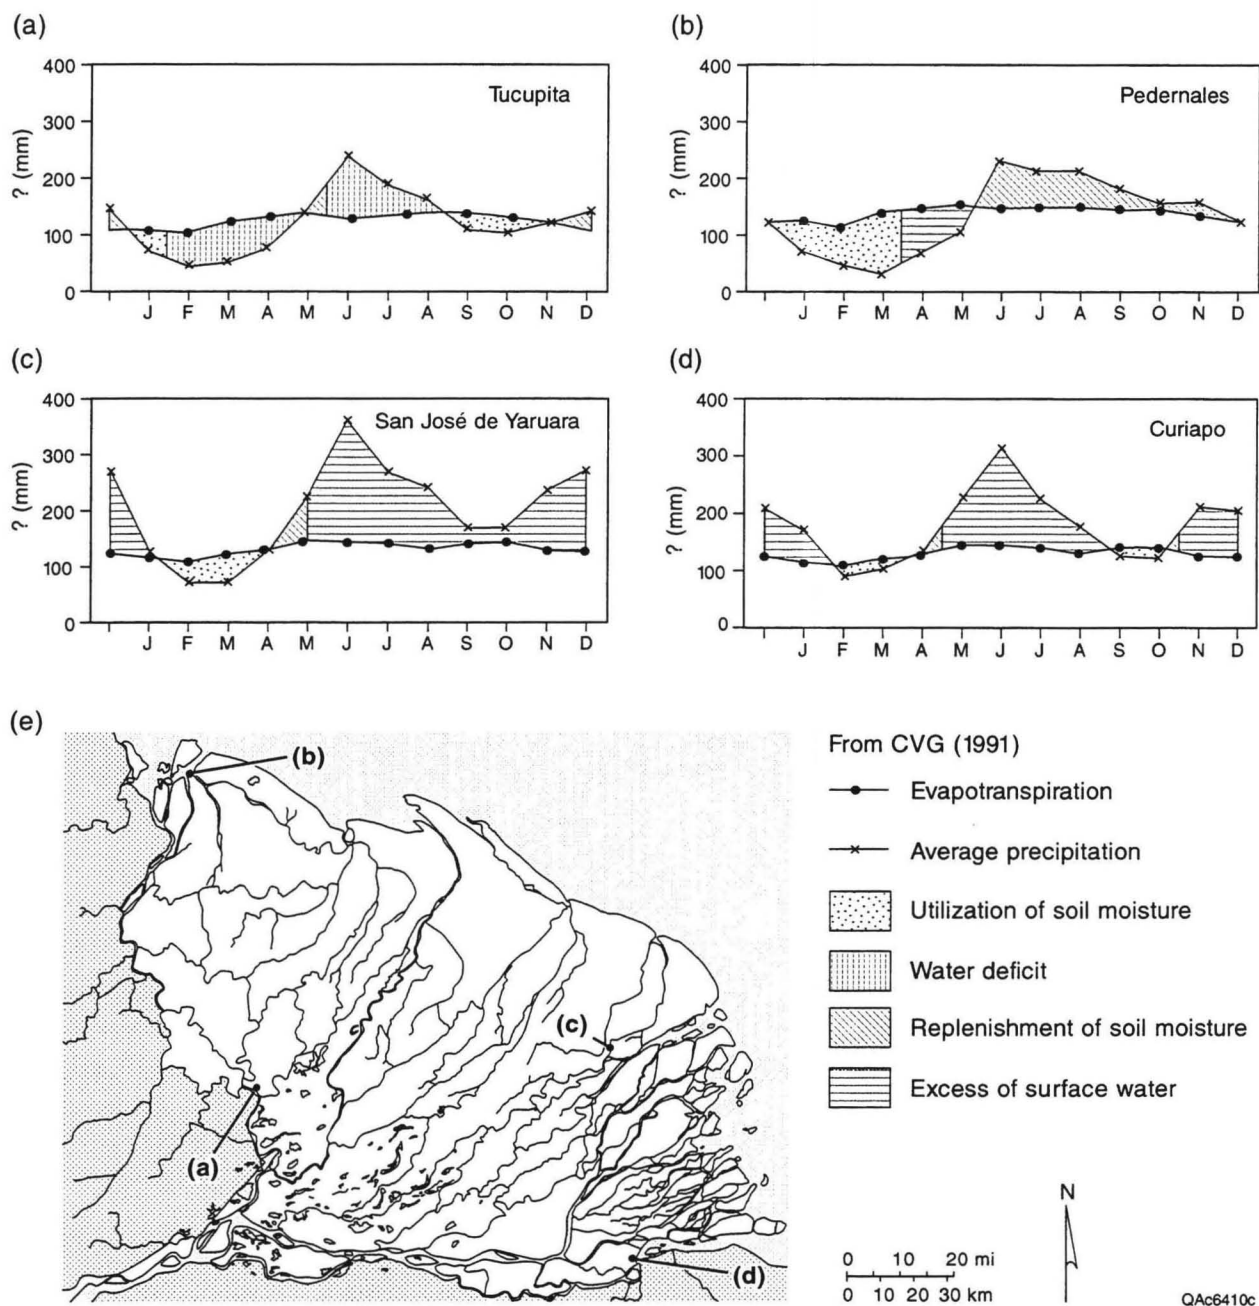 (a)
400
300
200
100
0
? (mm)
Tucupita
J F M A M J J A S O N D
(b)
400
300
200
100
0
? (mm)
Pedernales
J F M A M J J A S O N D
(c)
400
300
200
100
0
? (mm)
San José de Yaruara
J F M A M J J A S O N D
(d)
400
300
200
100
0
? (mm)
Curiapo
J F M A M J J A S O N D
(e)
(b)
(c)
(a)
(d)
From CVG (1991)
Evapotranspiration
Average precipitation
Utilization of soil moisture
Water deficit
Replenishment of soil moisture
Excess of surface water
N
0 10 20 mi
0 10 20 30 km
QAc6410c